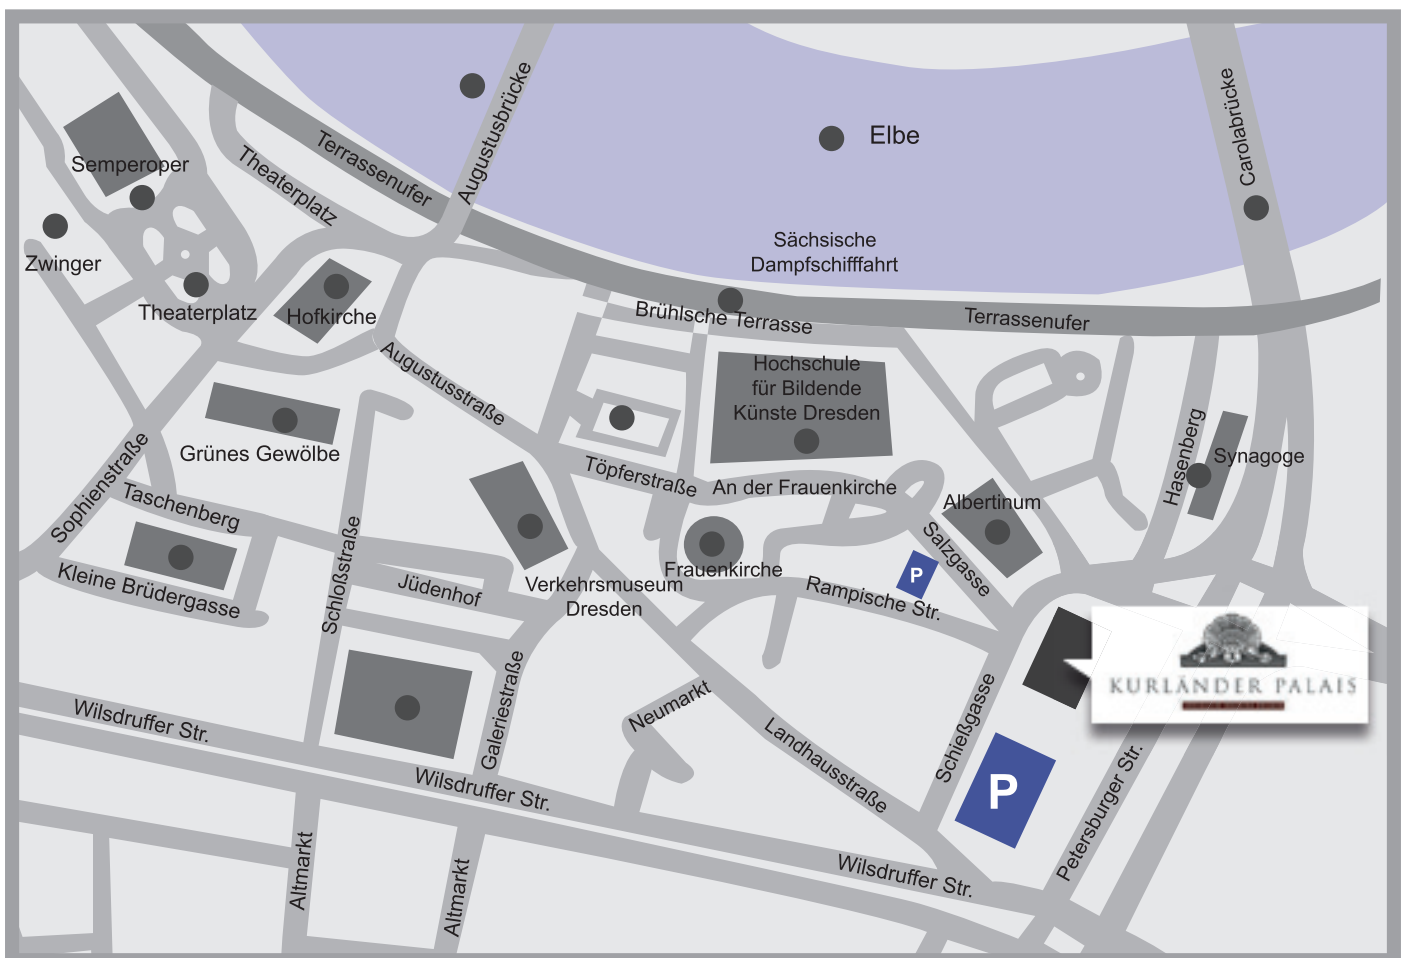 Augustusbrücke
Carolabrücke
Elbe
Terrassenufer
Theaterplatz
Semperoper
Zwinger
Sächsische
Dampfschifffahrt
Theaterplatz
Hofkirche
Brühlsche Terrasse
Terrassenufer
Augustusstraße
Hochschule
für Bildende
Künste Dresden
Grünes Gewölbe
Hasenberg
Synagoge
Sophienstraße
Töpferstraße
An der Frauenkirche
Albertinum
Taschenberg
Schloßstraße
Salzgasse
Kleine Brüdergasse
Jüdenhof
Verkehrsmuseum
Dresden
Frauenkirche
P
Rampische Str.
KURLÄNDER PALAIS
Galeriestraße
Neumarkt
Schießgasse
Wilsdruffer Str.
Wilsdruffer Str.
Landhausstraße
P
Petersburger Str.
Altmarkt
Altmarkt
Wilsdruffer Str.